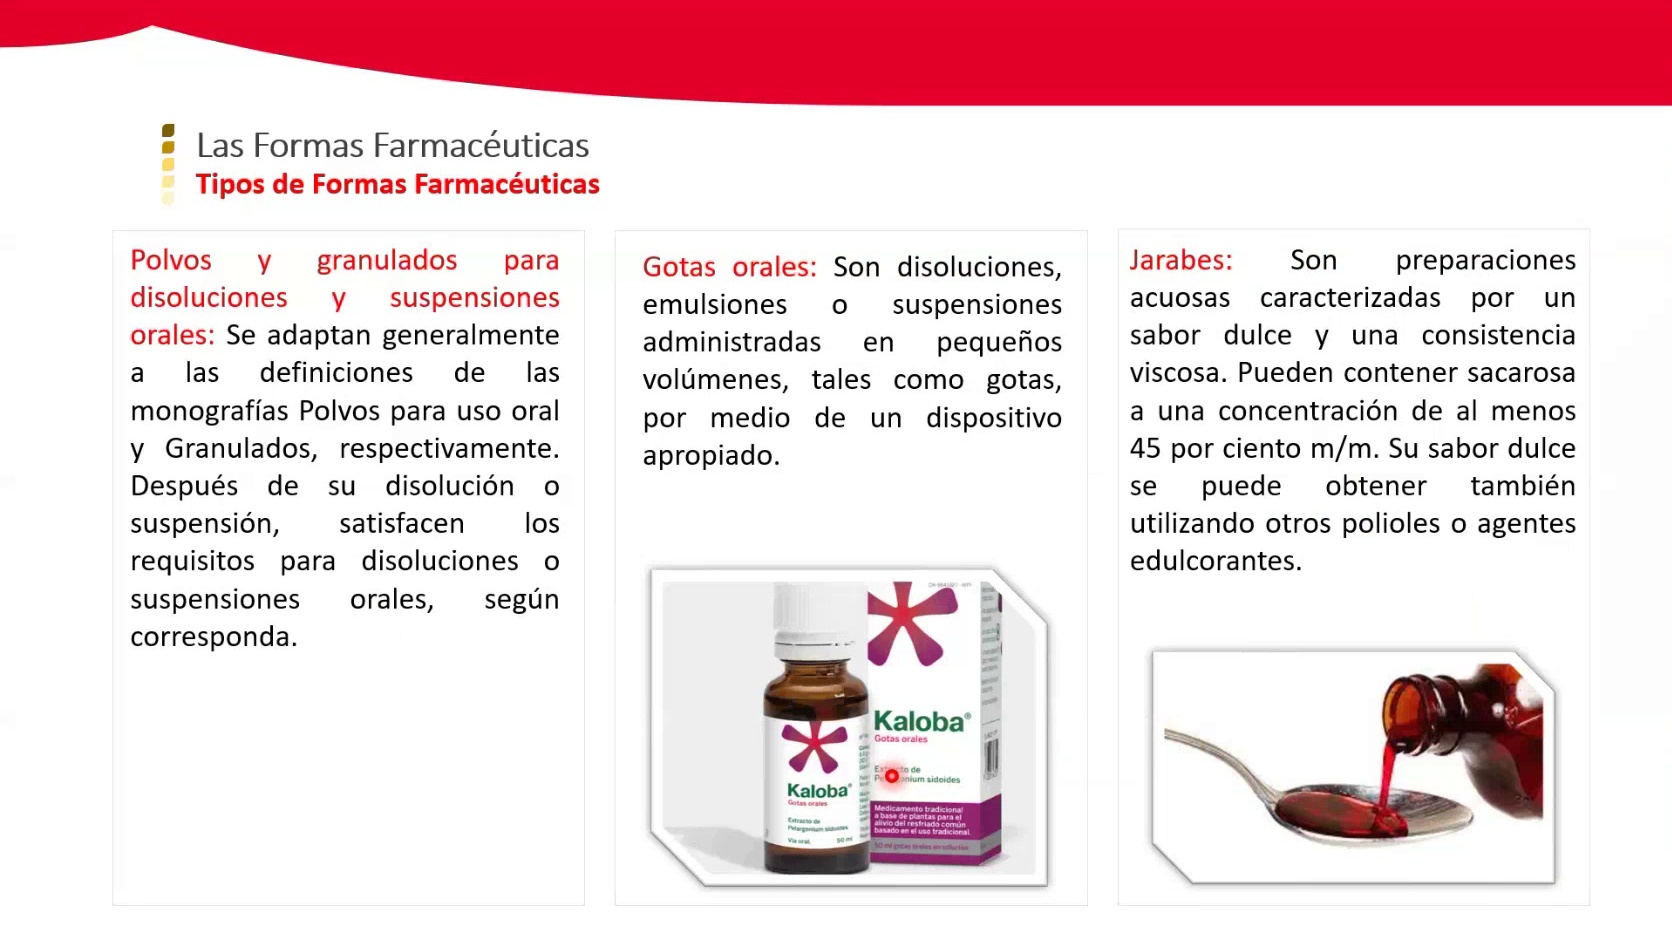 Las Formas Farmacéuticas
Tipos de Formas Farmacéuticas
Polvos y granulados para
disoluciones y suspensiones
orales: Se adaptan generalmente
a las definiciones de las
monografías Polvos para uso oral
y Granulados, respectivamente.
Después de su disolución o
suspensión, satisfacen los
requisitos para disoluciones o
suspensiones orales, según
corresponda.
Gotas orales: Son disoluciones,
emulsiones o suspensiones
administradas en pequeños
volúmenes, tales como gotas,
por medio de un dispositivo
apropiado.
Kaloba®
Gotas orales
Extracto de
Pelargonium sidoides
Vía oral 50 ml
Kaloba®
Gotas orales
de
sidoides
Medicamento tradicional
a base de plantas para el
alivio del resfriado común
basado en el uso tradicional.
50 ml gotas orales en solución
Jarabes: Son preparaciones
acuosas caracterizadas por un
sabor dulce y una consistencia
viscosa. Pueden contener sacarosa
a una concentración de al menos
45 por ciento m/m. Su sabor dulce
se puede obtener también
utilizando otros polioles o agentes
edulcorantes.